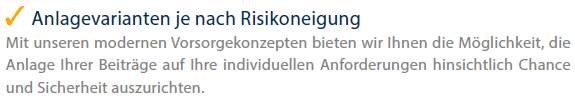 Anlagevarianten je nach Risikoneigung
Mit unseren modernen Vorsorgekonzepten bieten wir Ihnen die Möglichkeit, die
Anlage Ihrer Beiträge auf Ihre individuellen Anforderungen hinsichtlich Chance
und Sicherheit auszurichten.